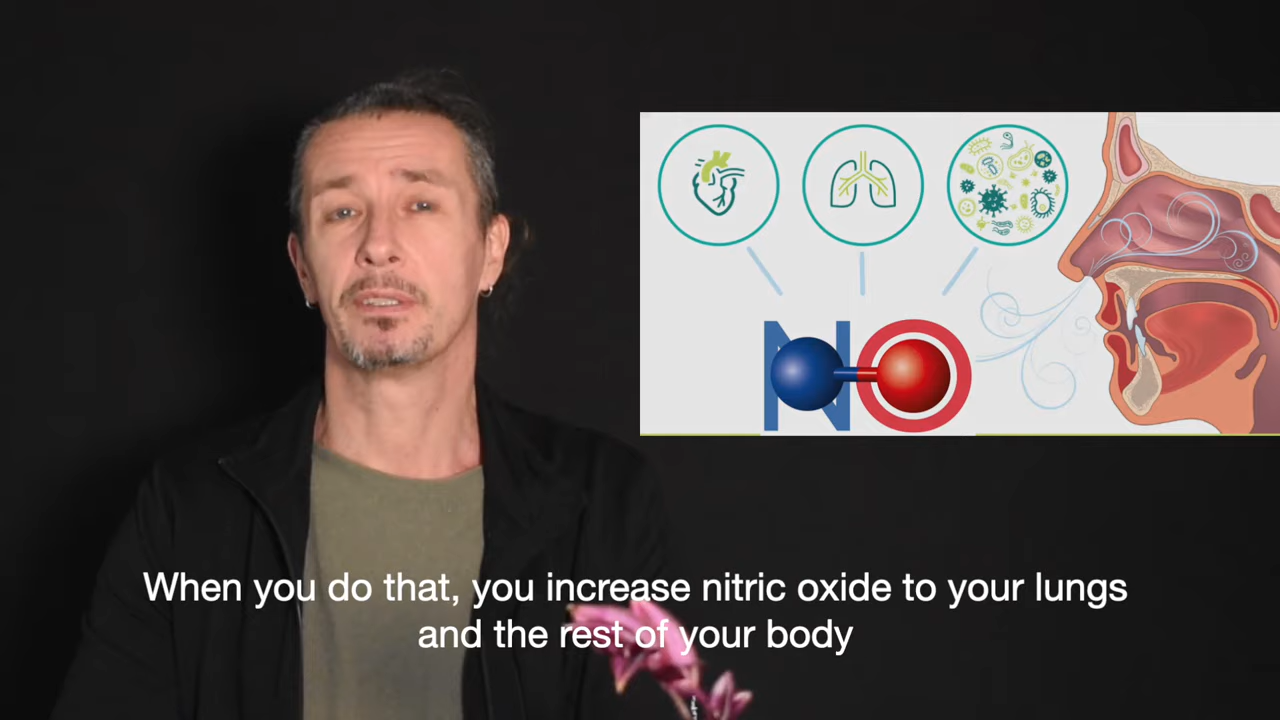 NO
When you do that, you increase nitric oxide to your lungs
and the rest of your body